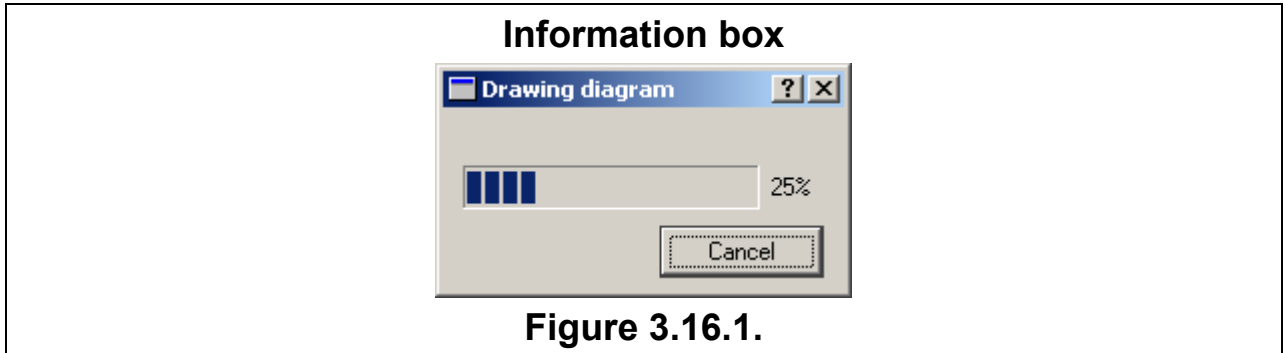 Information box
Drawing diagram
25%
Cancel
Figure 3.16.1.